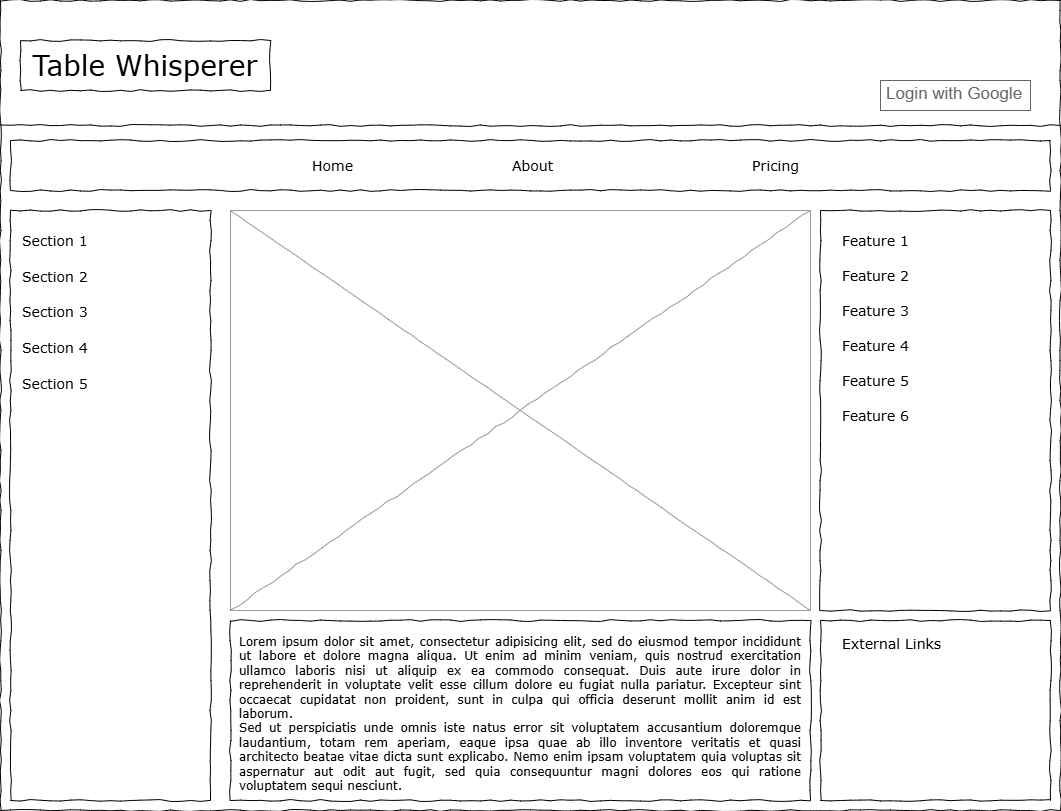 Table Whisperer
Login with Google
Home About Pricing
Section 1
Section 2
Section 3
Section 4
Section 5
Feature 1
Feature 2
Feature 3
Feature 4
Feature 5
Feature 6
Lorem ipsum dolor sit amet, consectetur adipisicing elit, sed do eiusmod tempor incididunt
ut labore et dolore magna aliqua. Ut enim ad minim veniam, quis nostrud exercitation
ullamco laboris nisi ut aliquip ex ea commodo consequat. Duis aute irure dolor in
reprehenderit in voluptate velit esse cillum dolore eu fugiat nulla pariatur. Excepteur sint
occaecat cupidatat non proident, sunt in culpa qui officia deserunt mollit anim id est
laborum.
Sed ut perspiciatis unde omnis iste natus error sit voluptatem accusantium doloremque
laudantium, totam rem aperiam, eaque ipsa quae ab illo inventore veritatis et quasi
architecto beatae vitae dicta sunt explicabo. Nemo enim ipsam voluptatem quia voluptas sit
aspernatur aut odit aut fugit, sed quia consequuntur magni dolores eos qui ratione
voluptatem sequi nesciunt.
External Links